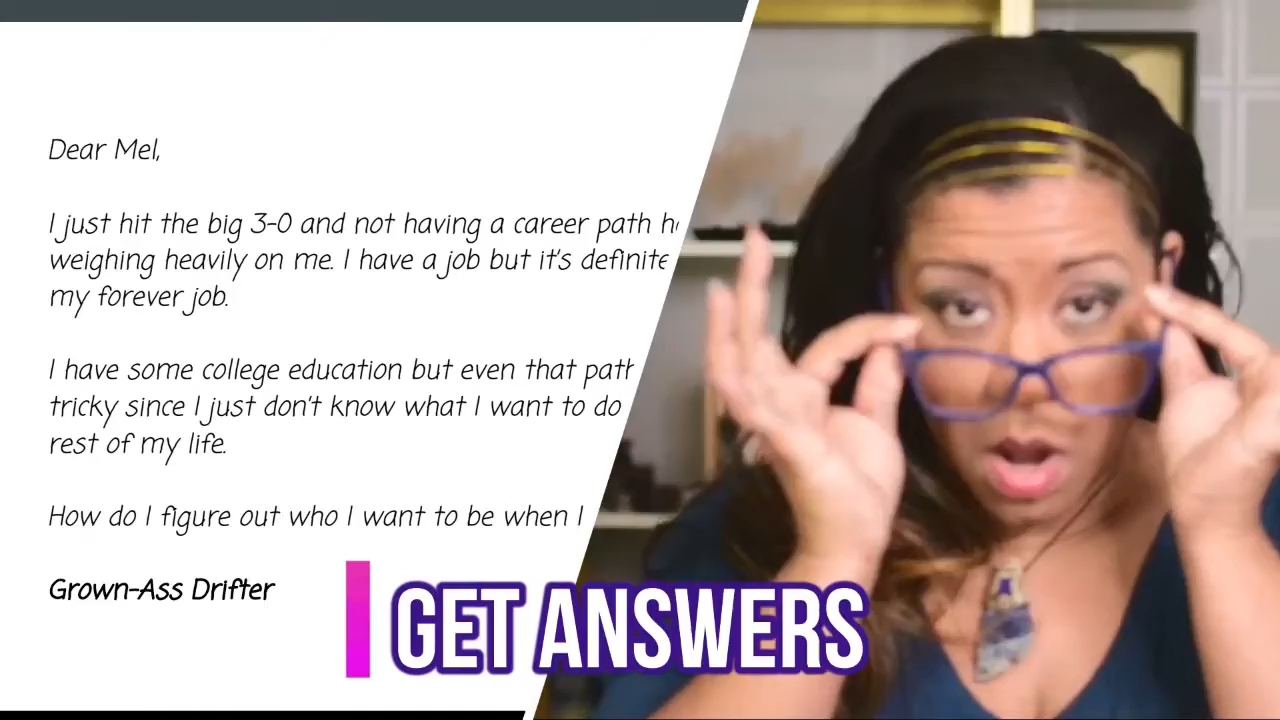 Dear Mel,
I just hit the big 3-0 and not having a career path
weighing heavily on me. I have a job but it's
my forever job.
I have some college education but even that
tricky since I just don't know what I want to do
rest of my life.
How do I figure out who I want to be when I
Grown-Ass Drifter
GET ANSWERS